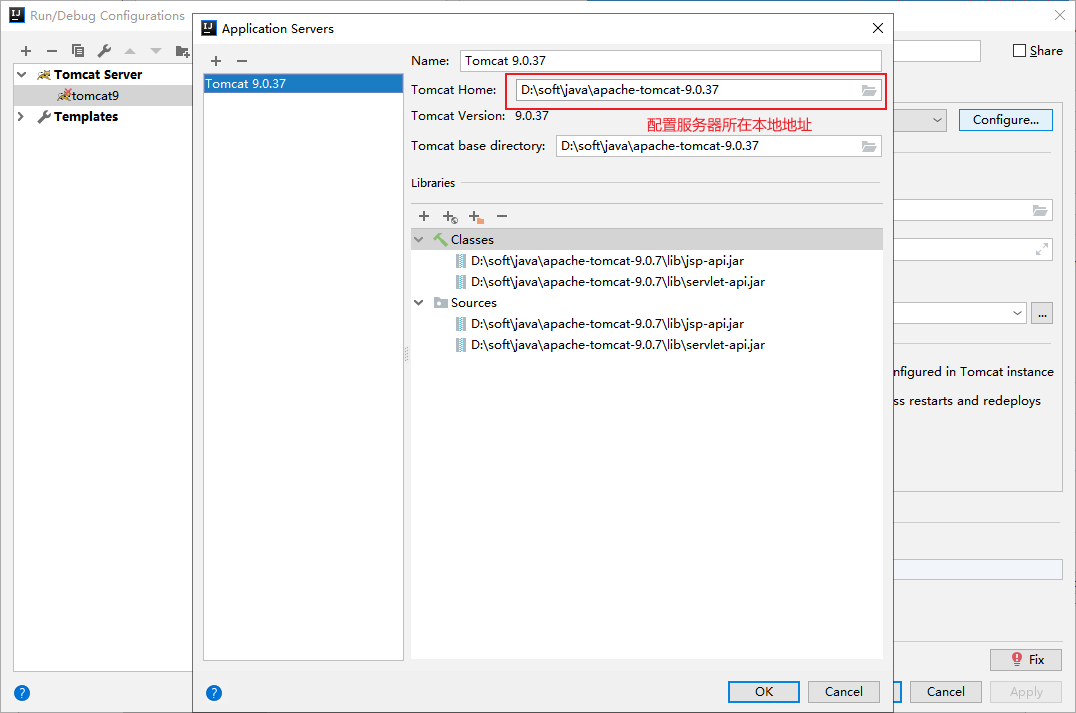 Run/Debug Configurations
Application Servers
Share
Tomcat Server
tomcat9
Templates
Tomcat 9.0.37
Name: Tomcat 9.0.37
Tomcat Home: D:\soft\java\apache-tomcat-9.0.37
Tomcat Version: 9.0.37
配置服务器所在本地地址
Tomcat base directory: D:\soft\java\apache-tomcat-9.0.37
Configure...
Libraries
Classes
D:\soft\java\apache-tomcat-9.0.7\lib\jsp-api.jar
D:\soft\java\apache-tomcat-9.0.7\lib\servlet-api.jar
Sources
D:\soft\java\apache-tomcat-9.0.7\lib\jsp-api.jar
D:\soft\java\apache-tomcat-9.0.7\lib\servlet-api.jar
...
nfigured in Tomcat instance
ss restarts and redeploys
Fix
OK
Cancel
Cancel
Apply